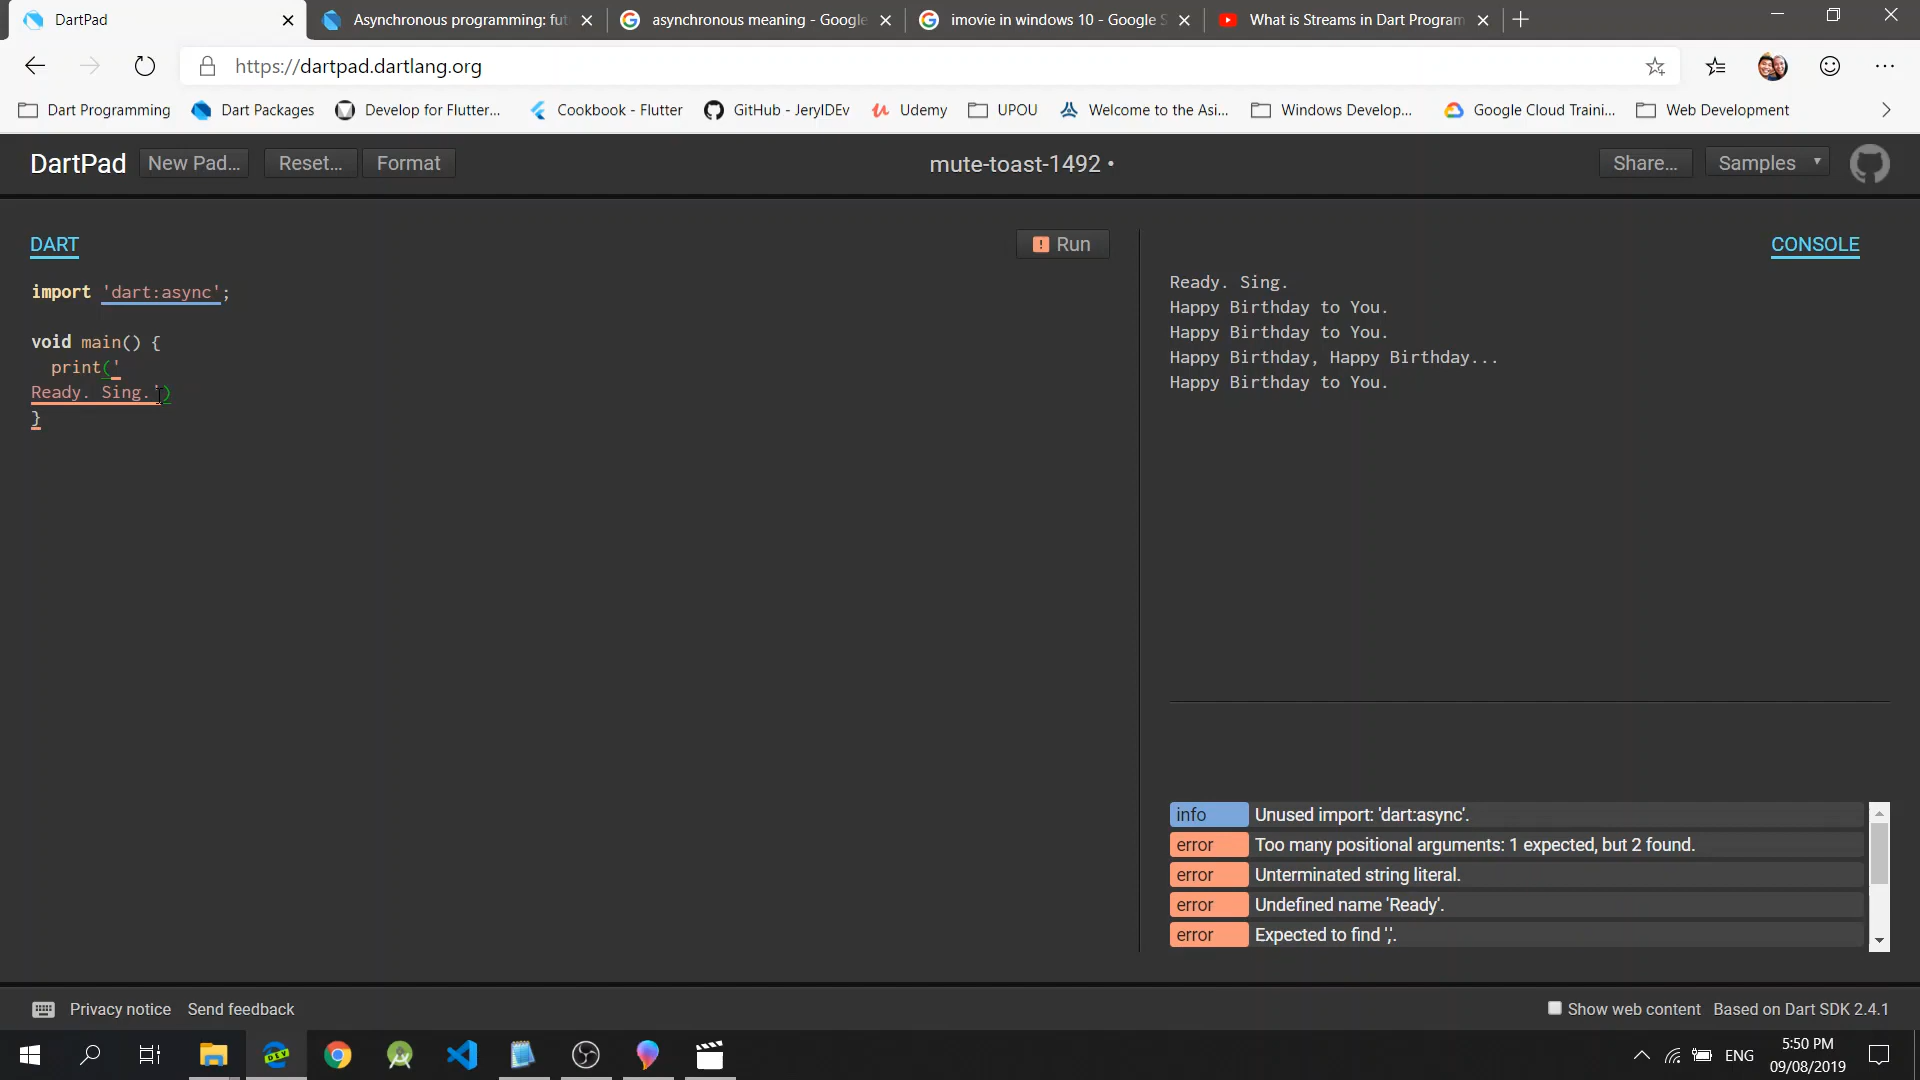 DartPad
Asynchronous programming: fut
asynchronous meaning - Google
imovie in windows 10 - Google S
What is Streams in Dart Program
https://dartpad.dartlang.org
Dart Programming
Dart Packages
Develop for Flutter...
Cookbook - Flutter
GitHub - JeryIDEv
Udemy
UPOU
Welcome to the Asi...
Windows Develop...
Google Cloud Traini...
Web Development
DartPad
New Pad...
Reset...
Format
mute-toast-1492 •
Share...
Samples
DART
Run
CONSOLE
import 'dart:async';
void main() {
print('
Ready. Sing.')
}
Ready. Sing.
Happy Birthday to You.
Happy Birthday to You.
Happy Birthday, Happy Birthday...
Happy Birthday to You.
info Unused import: 'dart:async'.
error Too many positional arguments: 1 expected, but 2 found.
error Unterminated string literal.
error Undefined name 'Ready'.
error Expected to find ','.
Privacy notice
Send feedback
Show web content
Based on Dart SDK 2.4.1
DEV
ENG
5:50 PM
09/08/2019